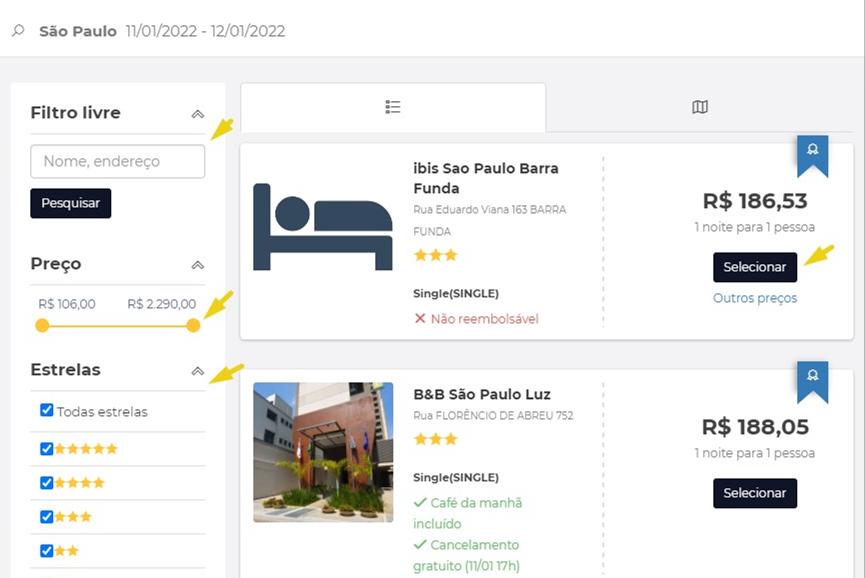 São Paulo 11/01/2022 - 12/01/2022
Filtro livre
Nome, endereço
Pesquisar
Preço
R$ 106,00 R$ 2.290,00
Estrelas
Todas estrelas
ibis Sao Paulo Barra
Funda
Rua Eduardo Viana 163 BARRA
FUNDA
Single(SINGLE)
Não reembolsável
R$ 186,53
1 noite para 1 pessoa
Selecionar
Outros preços
B&B São Paulo Luz
Rua FLORÊNCIO DE ABREU 752
Single(SINGLE)
Café da manhã
incluído
Cancelamento
gratuito (11/01 17h)
R$ 188,05
1 noite para 1 pessoa
Selecionar